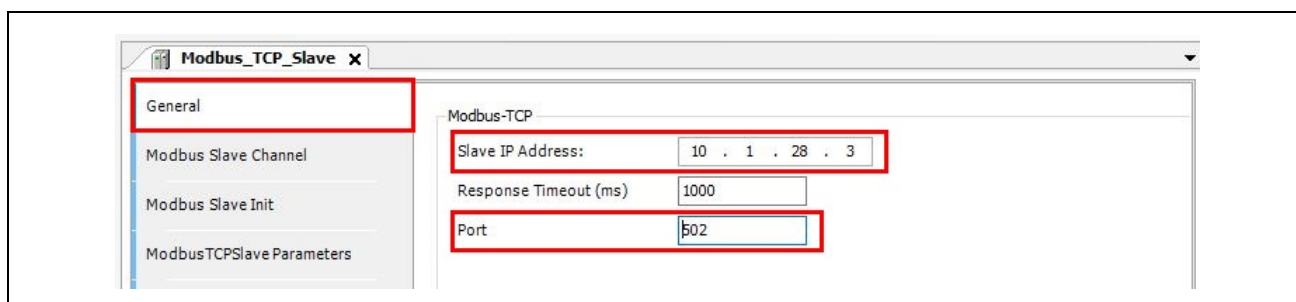 Modbus_TCP_Slave x
General
Modbus Slave Channel
Modbus Slave Init
ModbusTCPSlave Parameters
Modbus-TCP
Slave IP Address: 10 . 1 . 28 . 3
Response Timeout (ms) 1000
Port 502